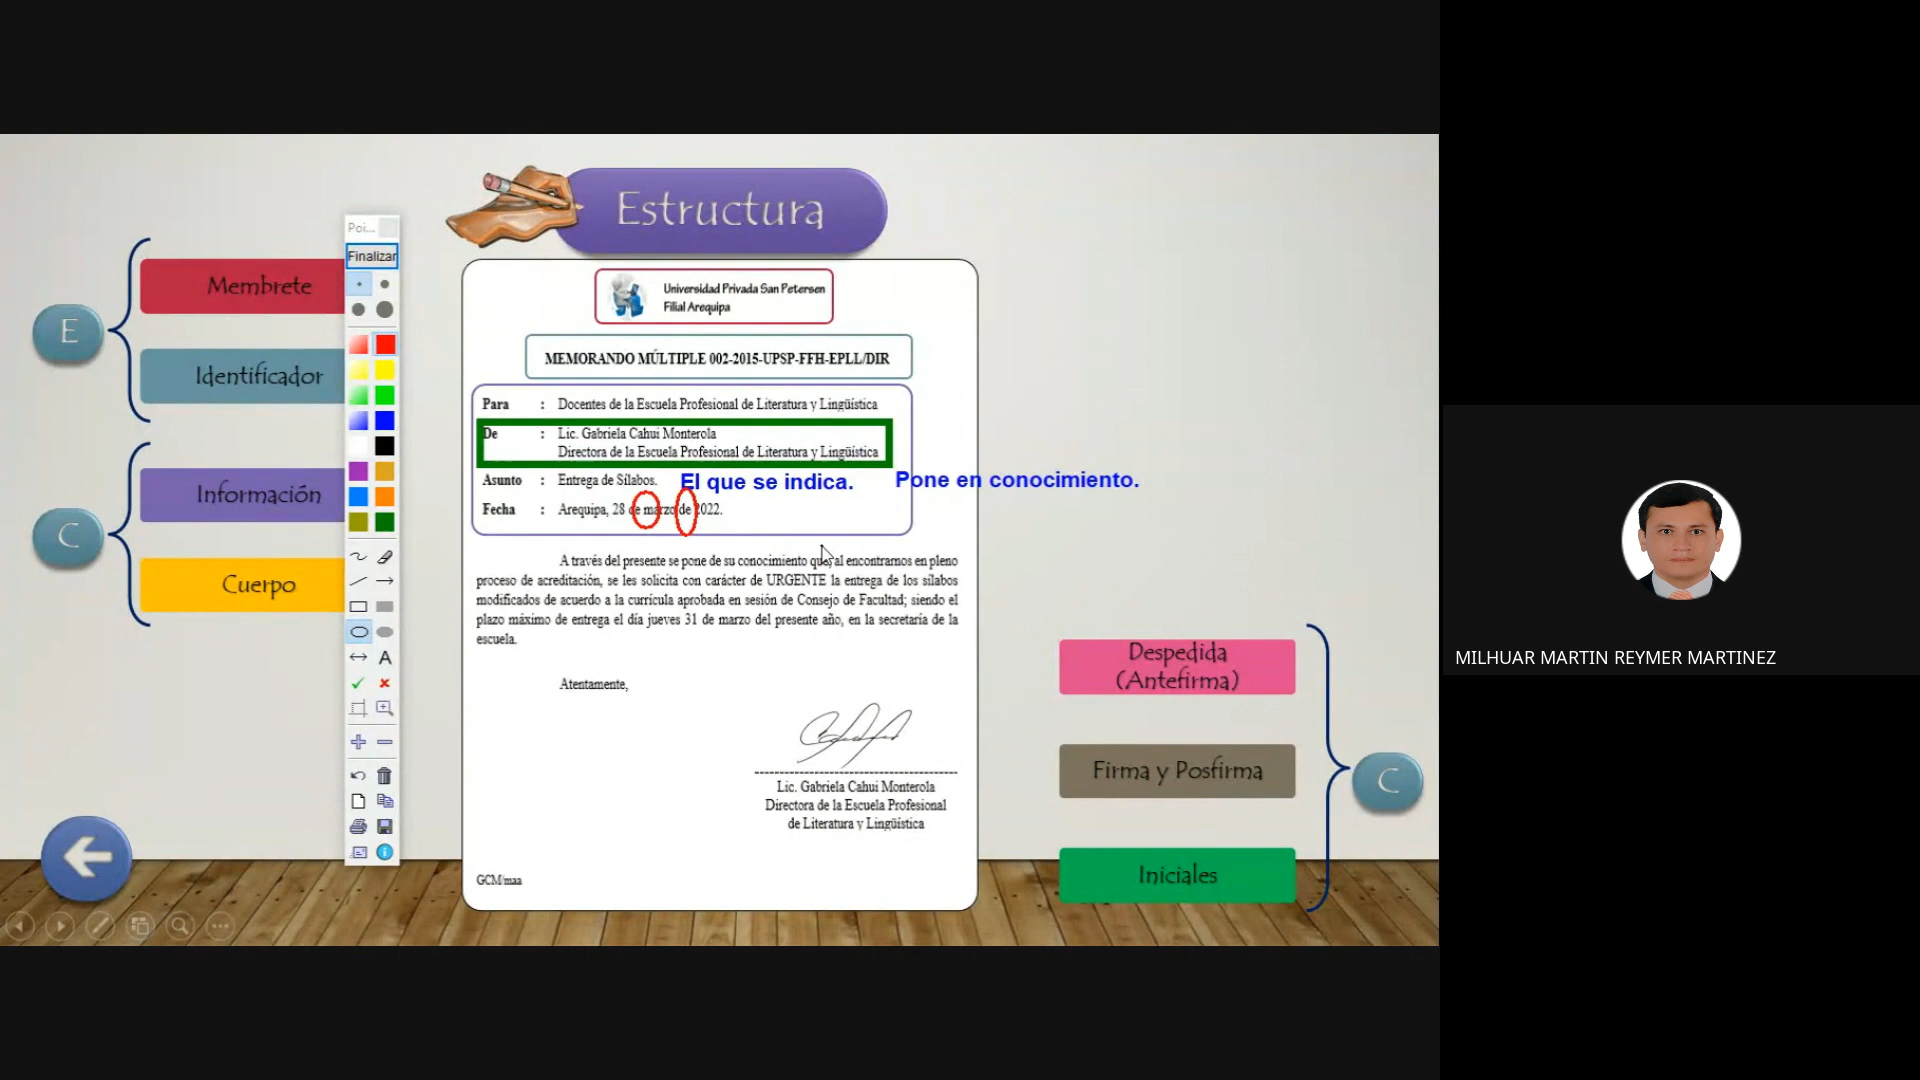 Estructura
Poi...
Finalizar
A
E
Membrete
Identificador
C
Información
Cuerpo
Universidad Privada San Petersen
Filial Arequipa
MEMORANDO MÚLTIPLE 002-2015-UPSP-FFH-EPLL/DIR
Para : Docentes de la Escuela Profesional de Literatura y Lingüística
De : Lic. Gabriela Cahui Monterola
Directora de la Escuela Profesional de Literatura y Lingüística
Asunto : Entrega de Sílabos. El que se indica. Pone en conocimiento.
Fecha : Arequipa, 28 de marzo de 2022.
A través del presente se pone de su conocimiento que, al encontrarnos en pleno
proceso de acreditación, se les solicita con carácter de URGENTE la entrega de los sílabos
modificados de acuerdo a la currícula aprobada en sesión de Consejo de Facultad; siendo el
plazo máximo de entrega el día jueves 31 de marzo del presente año, en la secretaría de la
escuela.
Atentamente,
Lic. Gabriela Cahui Monterola
Directora de la Escuela Profesional
de Literatura y Lingüística
GCM/maa
Despedida
(Antefirma)
Firma y Posfirma
C
Iniciales
MILHUAR MARTIN REYMER MARTINEZ